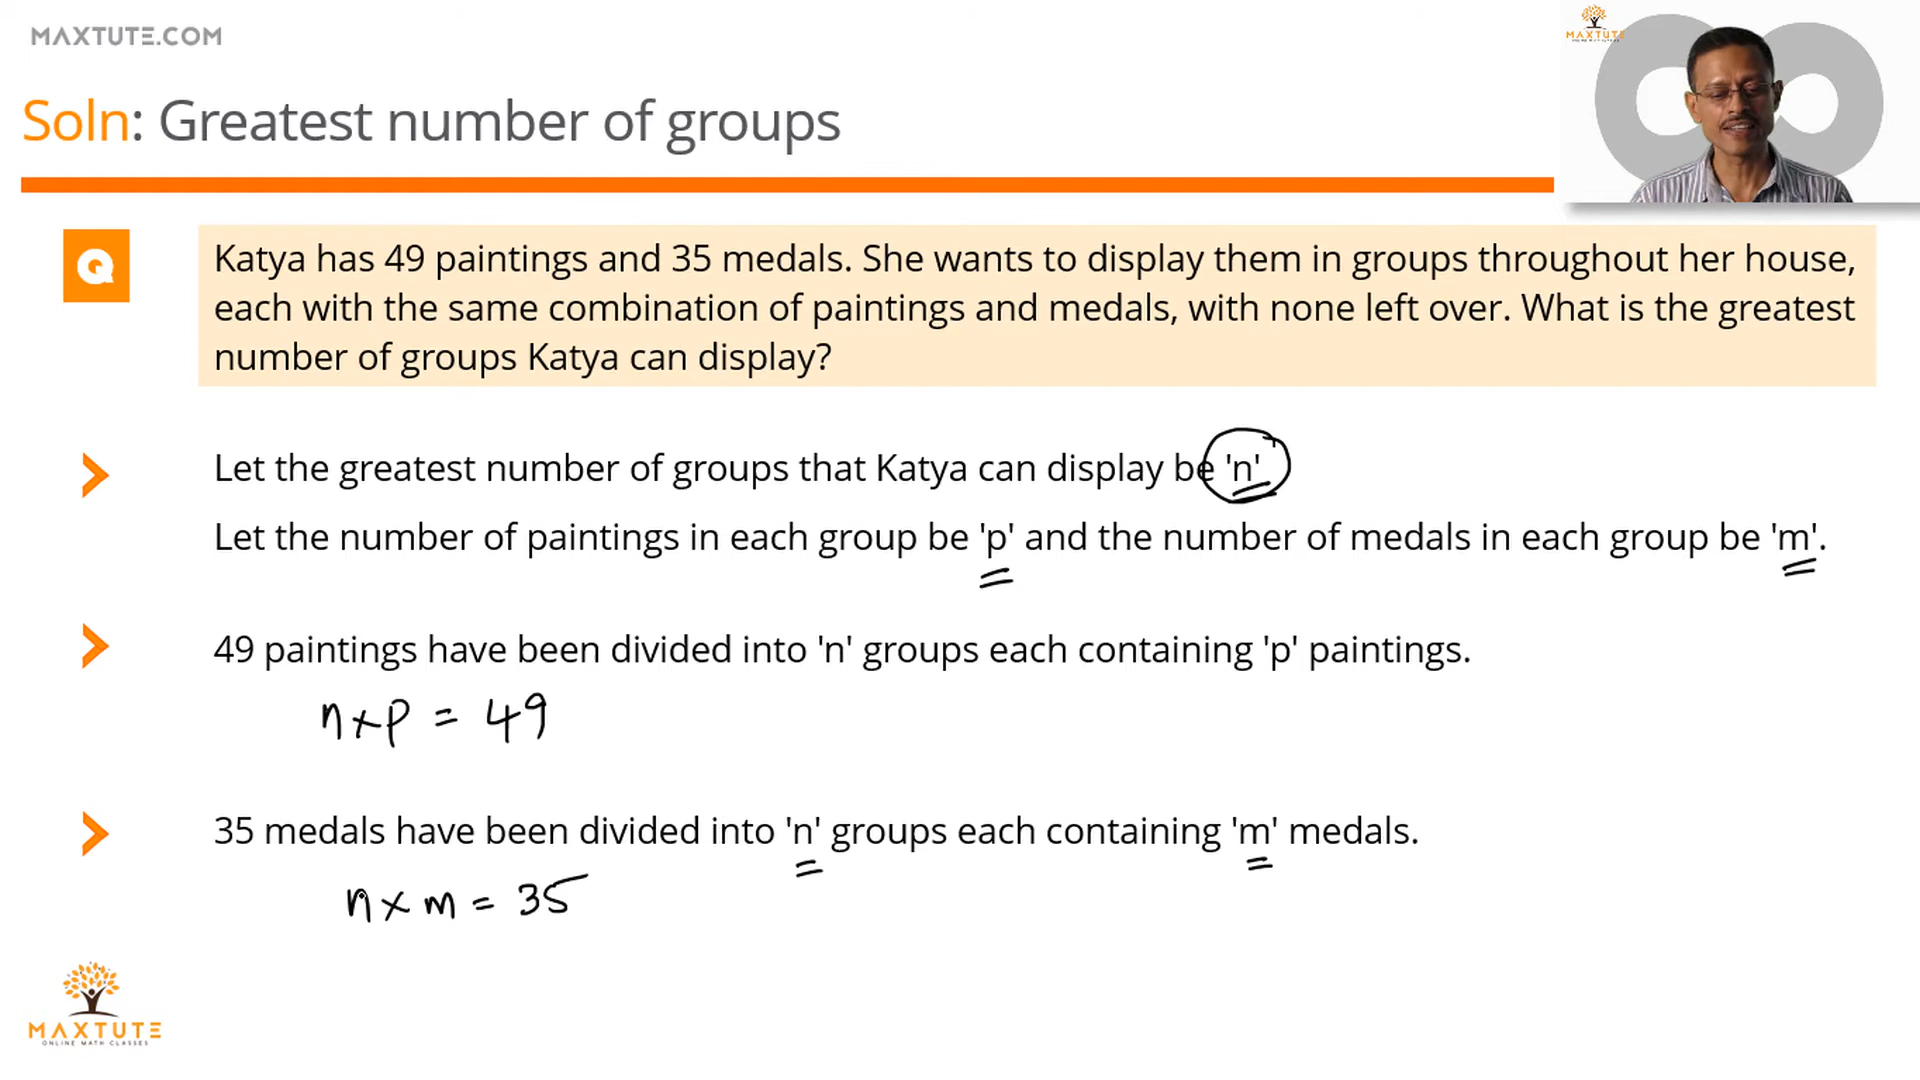 MAXTUTE.COM
MAXTUTE
Soln: Greatest number of groups
Q
Katya has 49 paintings and 35 medals. She wants to display them in groups throughout her house,
each with the same combination of paintings and medals, with none left over. What is the greatest
number of groups Katya can display?
Let the greatest number of groups that Katya can display be 'n'
Let the number of paintings in each group be 'p' and the number of medals in each group be 'm'.
49 paintings have been divided into 'n' groups each containing 'p' paintings.
n × p = 49
35 medals have been divided into 'n' groups each containing 'm' medals.
n × m = 35
MAXTUTE
ONLINE MATH CLASSES